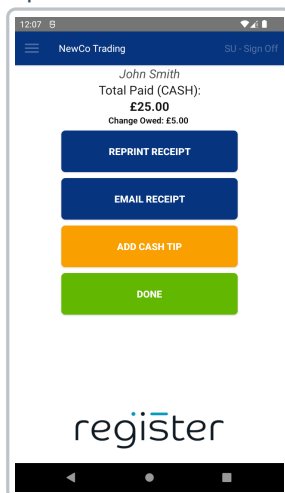 12:07
NewCo Trading
SU - Sign Off
John Smith
Total Paid (CASH):
£25.00
Change Owed: £5.00
REPRINT RECEIPT
EMAIL RECEIPT
ADD CASH TIP
DONE
register